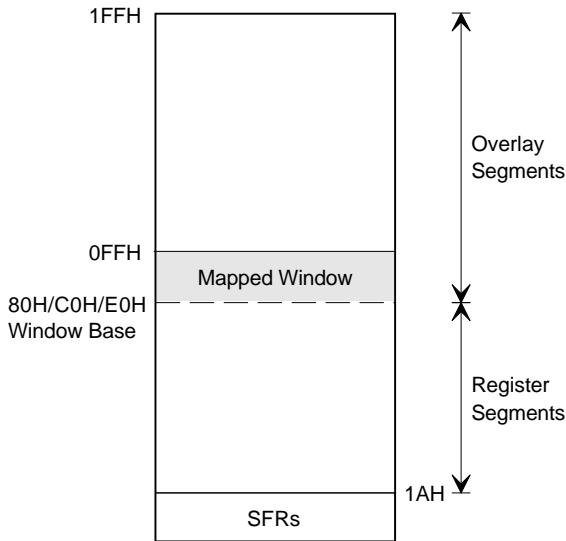 1FFH
Overlay
Segments
0FFH
Mapped Window
80H/C0H/E0H
Window Base
Register
Segments
1AH
SFRs